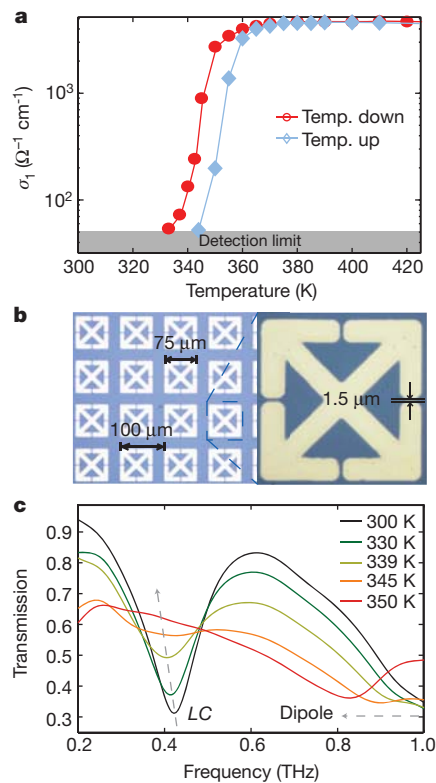 a
σ₁ (Ω⁻¹ cm⁻¹)
10³
10²
Temp. down
Temp. up
Detection limit
300 320 340 360 380 400 420
Temperature (K)
b
75 μm
100 μm
1.5 μm
c
Transmission
0.9
0.8
0.7
0.6
0.5
0.4
0.3
300 K
330 K
339 K
345 K
350 K
LC
Dipole
0.2 0.4 0.6 0.8 1.0
Frequency (THz)